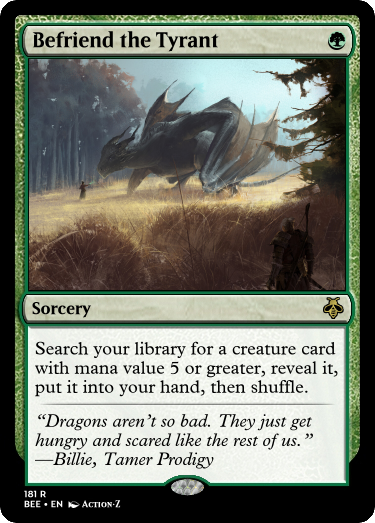 Befriend the Tyrant
Sorcery
Search your library for a creature card
with mana value 5 or greater, reveal it,
put it into your hand, then shuffle.
“Dragons aren’t so bad. They just get
hungry and scared like the rest of us.”
—Billie, Tamer Prodigy
181 R
BEE • EN Action-Z